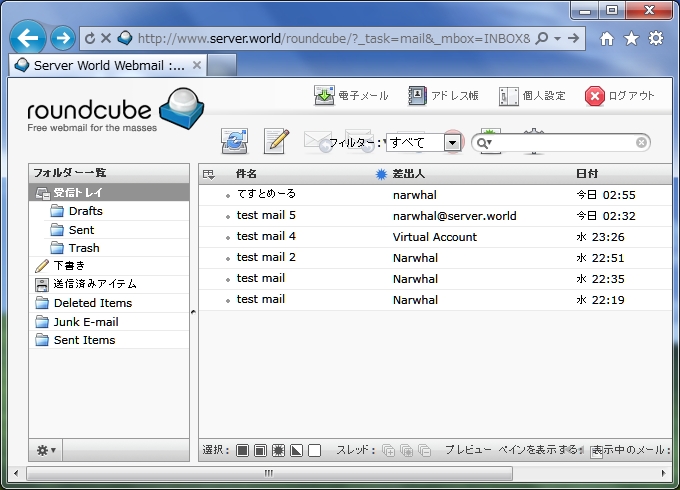 http://www.server.world/roundcube/?_task=mail&_mbox=INBOX&
Server World Webmail :...
roundcube
Free webmail for the masses
電子メール アドレス帳 個人設定 ログアウト
フィルター: すべて
フォルダー一覧
受信トレイ
Drafts
Sent
Trash
下書き
送信済みアイテム
Deleted Items
Junk E-mail
Sent Items
件名 差出人 日付
てすとめーる narwhal 今日 02:55
test mail 5 narwhal@server.world 今日 02:32
test mail 4 Virtual Account 水 23:26
test mail 2 Narwhal 水 22:51
test mail Narwhal 水 22:35
test mail Narwhal 水 22:19
選択: スレッド: プレビュー ペインを表示する: 表示中のメール: